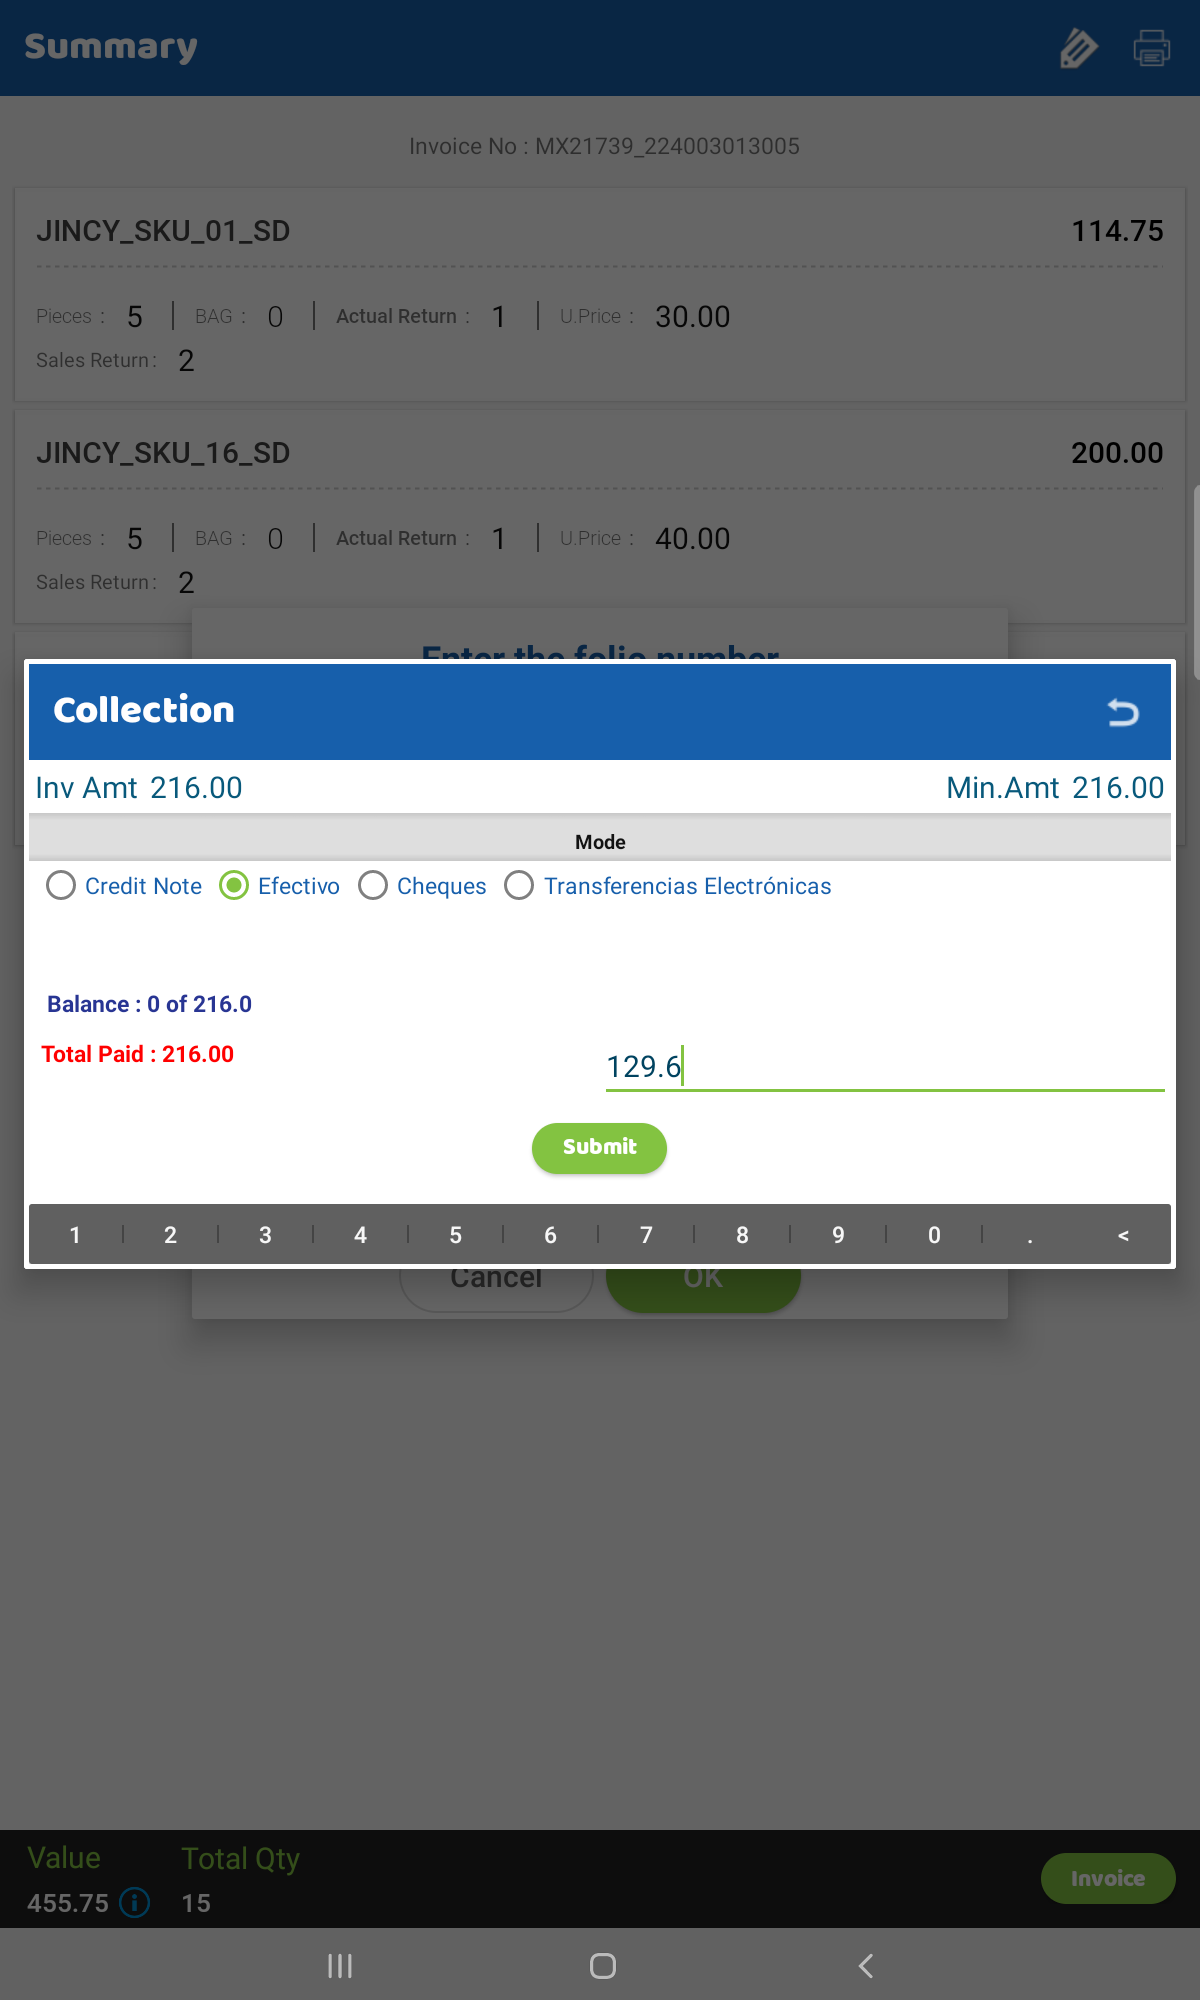 Summary
Invoice No : MX21739_224003013005
JINCY_SKU_01_SD 114.75
Pieces : 5 | BAG : 0 | Actual Return : 1 | U.Price : 30.00
Sales Return : 2
JINCY_SKU_16_SD 200.00
Pieces : 5 | BAG : 0 | Actual Return : 1 | U.Price : 40.00
Sales Return : 2
Enter the folio number
Collection
Inv Amt 216.00 Min.Amt 216.00
Mode
Credit Note Efectivo Cheques Transferencias Electrónicas
Balance : 0 of 216.0
Total Paid : 216.00
129.6
Submit
1 | 2 | 3 | 4 | 5 | 6 | 7 | 8 | 9 | 0 | . <
Cancel OK
Value Total Qty
455.75 15
Invoice